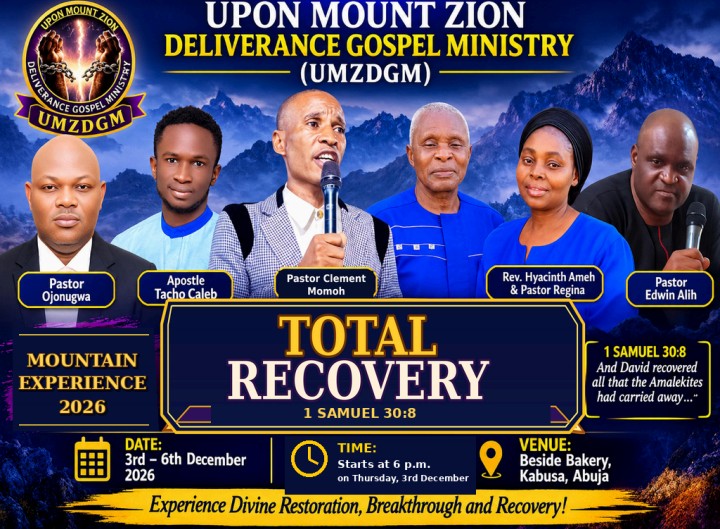 UPON MOUNT ZION
DELIVERANCE GOSPEL MINISTRY
(UMZDGM)
UPON MOUNT ZION
DELIVERANCE GOSPEL MINISTRY
UMZDGM
Pastor
Ojonugwa
Apostle
Tacho Caleb
Pastor Clement
Momoh
Rev. Hyacinth Ameh
& Pastor Regina
Pastor
Edwin Alih
MOUNTAIN
EXPERIENCE
2026
TOTAL
RECOVERY
1 SAMUEL 30:8
1 SAMUEL 30:8
And David recovered
all that the Amalekites
had carried away..."
DATE:
3rd – 6th December
2026
TIME:
Starts at 6 p.m.
on Thursday, 3rd December
VENUE:
Beside Bakery,
Kabusa, Abuja
Experience Divine Restoration, Breakthrough and Recovery!